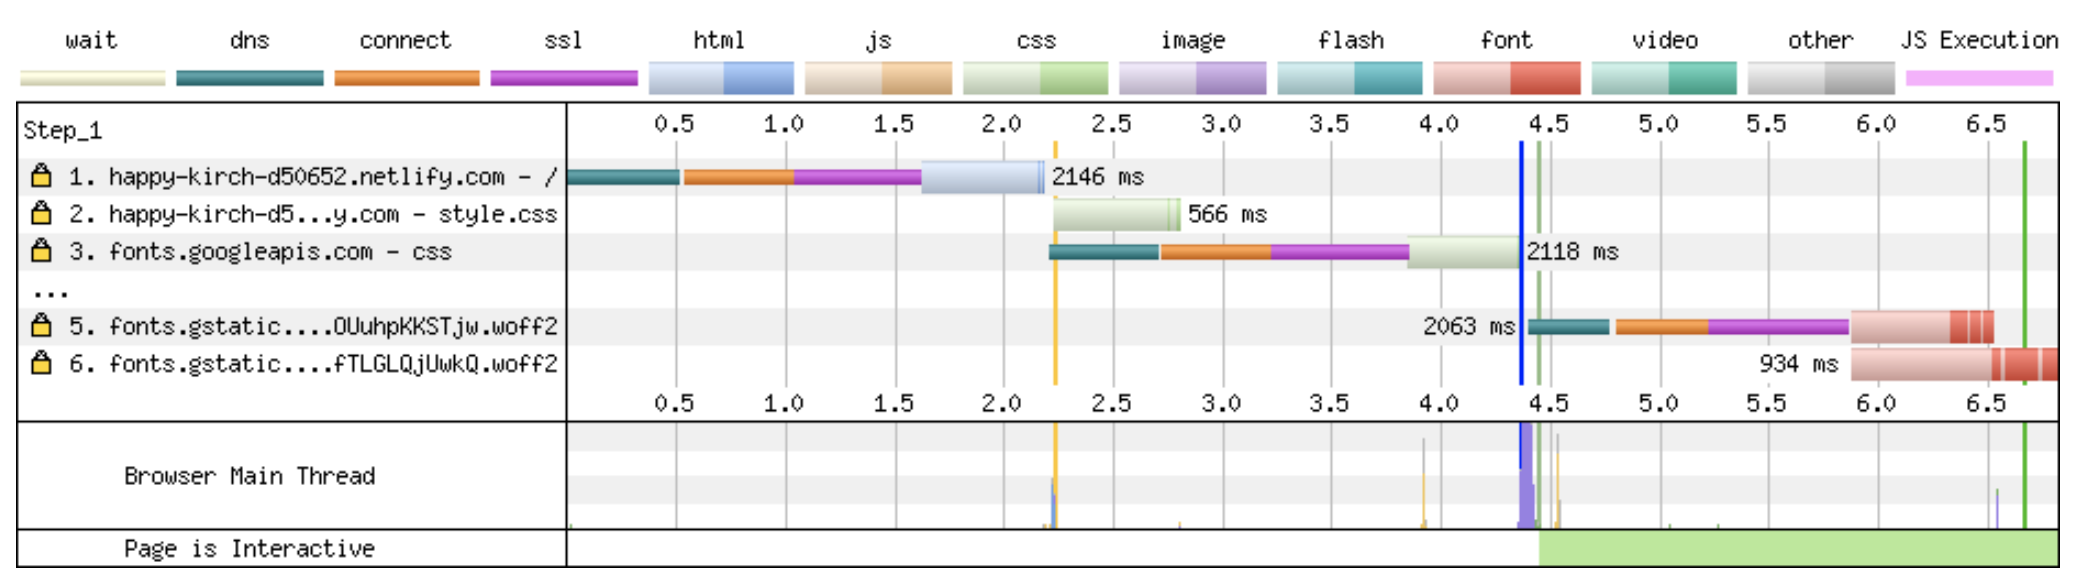 wait dns connect ssl html js css image flash font video other JS Execution
Step_1
0.5 1.0 1.5 2.0 2.5 3.0 3.5 4.0 4.5 5.0 5.5 6.0 6.5
1. happy-kirch-d50652.netlify.com - / 2146 ms
2. happy-kirch-d5...y.com - style.css 566 ms
3. fonts.googleapis.com - css 2118 ms
...
5. fonts.gstatic....OUuhpKKSTjw.woff2 2063 ms
6. fonts.gstatic....fTLGLQjUwkQ.woff2 934 ms
0.5 1.0 1.5 2.0 2.5 3.0 3.5 4.0 4.5 5.0 5.5 6.0 6.5
Browser Main Thread
Page is Interactive